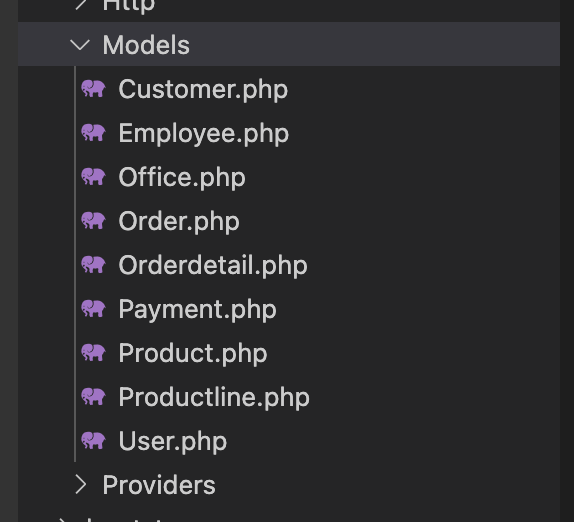 Http
Models
Customer.php
Employee.php
Office.php
Order.php
Orderdetail.php
Payment.php
Product.php
Productline.php
User.php
Providers